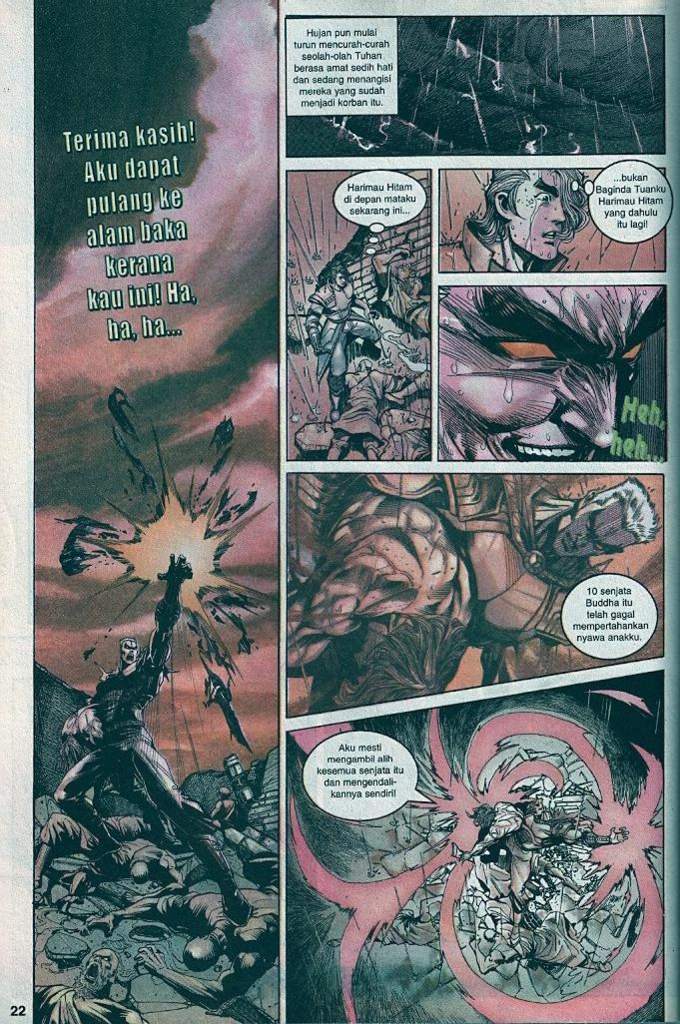 Terima kasih!
Aku dapat
pulang ke
alam baka
kerana
kau ini! Ha,
ha, ha...
Hujan pun mulai
turun mencurah-curah
seolah-olah Tuhan
berasa amat sedih hati
dan sedang menangisi
mereka yang sudah
menjadi korban itu.
Harimau Hitam
di depan mataku
sekarang ini...
...bukan
Baginda Tuanku
Harimau Hitam
yang dahulu
itu lagi!
Heh,
heh...
10 senjata
Buddha itu
telah gagal
mempertahankan
nyawa anakku.
Aku mesti
mengambil alih
kesemua senjata itu
dan mengendali-
kannya sendiri!
22